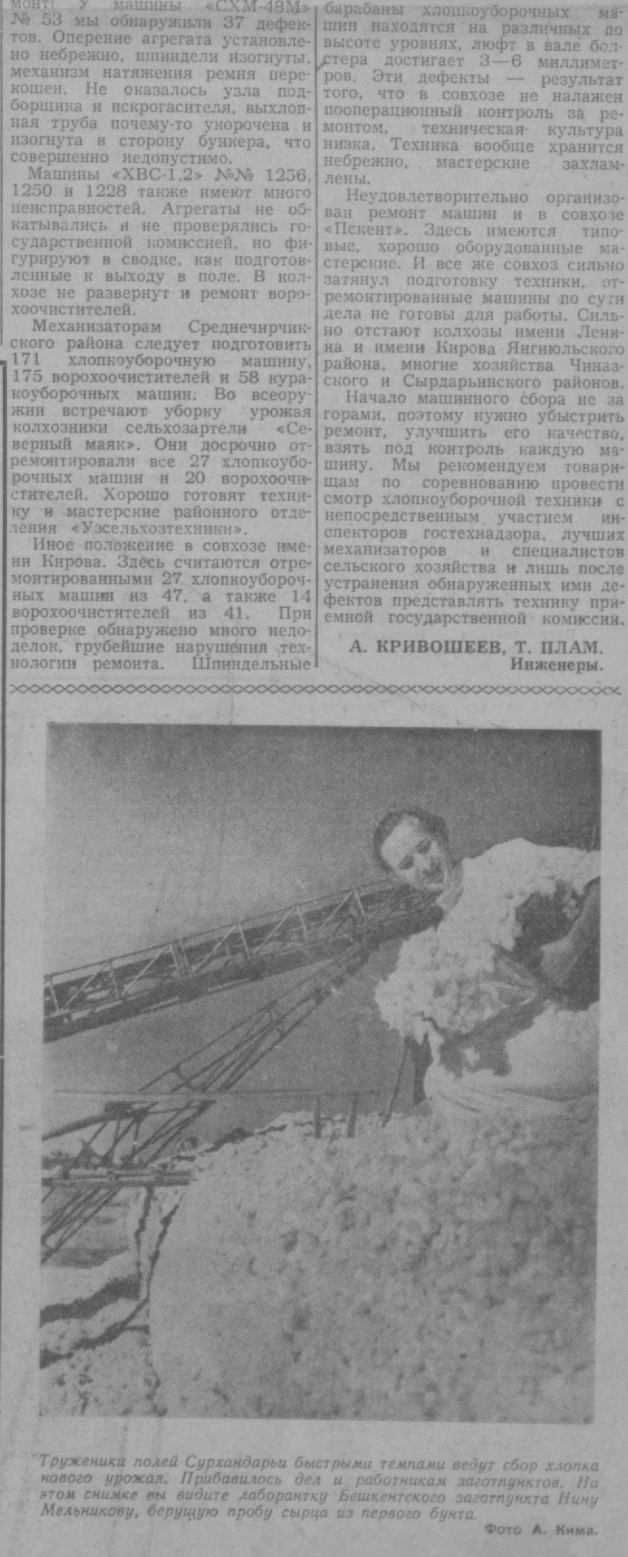 монт! У машины «СХМ-48М»
№ 53 мы обнаружили 37 дефек-
тов. Оперение агрегата установле-
но небрежно, шпиндели изогнуты,
механизм натяжения ремня пере-
кошен. Не оказалось узла под-
борщика и искрогасителя, выхлоп-
ная труба почему-то укорочена и
изогнута в сторону бункера, что
совершенно недопустимо.
Машины «ХВС-1,2» №№ 1256,
1250 и 1228 также имеют много
неисправностей. Агрегаты не об-
катывались и не проверялись го-
сударственной комиссией, но фи-
гурируют в сводке, как подготов-
ленные к выходу в поле. В кол-
хозе не развернут и ремонт воро-
хоочистителей.
Механизаторам Среднечирчик-
ского района следует подготовить
171 хлопкоуборочную машину,
175 ворохоочистителей и 58 кура-
коуборочных машин. Во всеору-
жии встречают уборку урожая
колхозники сельхозартели «Се-
верный маяк». Они досрочно от-
ремонтировали все 27 хлопкоубо-
рочных машин и 20 ворохоочи-
стителей. Хорошо готовят техни-
ку и мастерские районного отде-
ления «Узсельхозтехники».
Иное положение в совхозе име-
ни Кирова. Здесь считаются отре-
монтированными 27 хлопкоубороч-
ных машин из 47, а также 14
ворохоочистителей из 41. При
проверке обнаружено много недо-
делок, грубейшие нарушения тех-
нологии ремонта. Шпиндельные
барабаны хлопкоуборочных ма-
шин находятся на различных по
высоте уровнях, люфт в вале бол-
стера достигает 3—6 миллимет-
ров. Эти дефекты — результат
того, что в совхозе не налажен
пооперационный контроль за ре-
монтом, техническая культура
низка. Техника вообще хранится
небрежно, мастерские захлам-
лены.
Неудовлетворительно организо-
ван ремонт машин и в совхозе
«Пскент». Здесь имеются типо-
вые, хорошо оборудованные ма-
стерские. И все же совхоз сильно
затянул подготовку техники, от-
ремонтированные машины по сути
дела не готовы для работы. Силь-
но отстают колхозы имени Лени-
на и имени Кирова Янгиюльского
района, многие хозяйства Чиназ-
ского и Сырдарьинского районов.
Начало машинного сбора не за
горами, поэтому нужно убыстрить
ремонт, улучшить его качество,
взять под контроль каждую ма-
шину. Мы рекомендуем товари-
щам по соревнованию провести
смотр хлопкоуборочной техники с
непосредственным участием ин-
спекторов гостехнадзора, лучших
механизаторов и специалистов
сельского хозяйства и лишь после
устранения обнаруженных ими де-
фектов представлять технику при-
емной государственной комиссии.
А. КРИВОШЕЕВ, Т. ПЛАМ.
Инженеры.
Труженики полей Сурхандарьи быстрыми темпами ведут сбор хлопка
нового урожая. Прибавилось дел и работникам заготпунктов. На
этом снимке вы видите лаборантку Бешкентского заготпункта Нину
Мельникову, берущую пробу сырца из первого бунта.
Фото А. Кима.